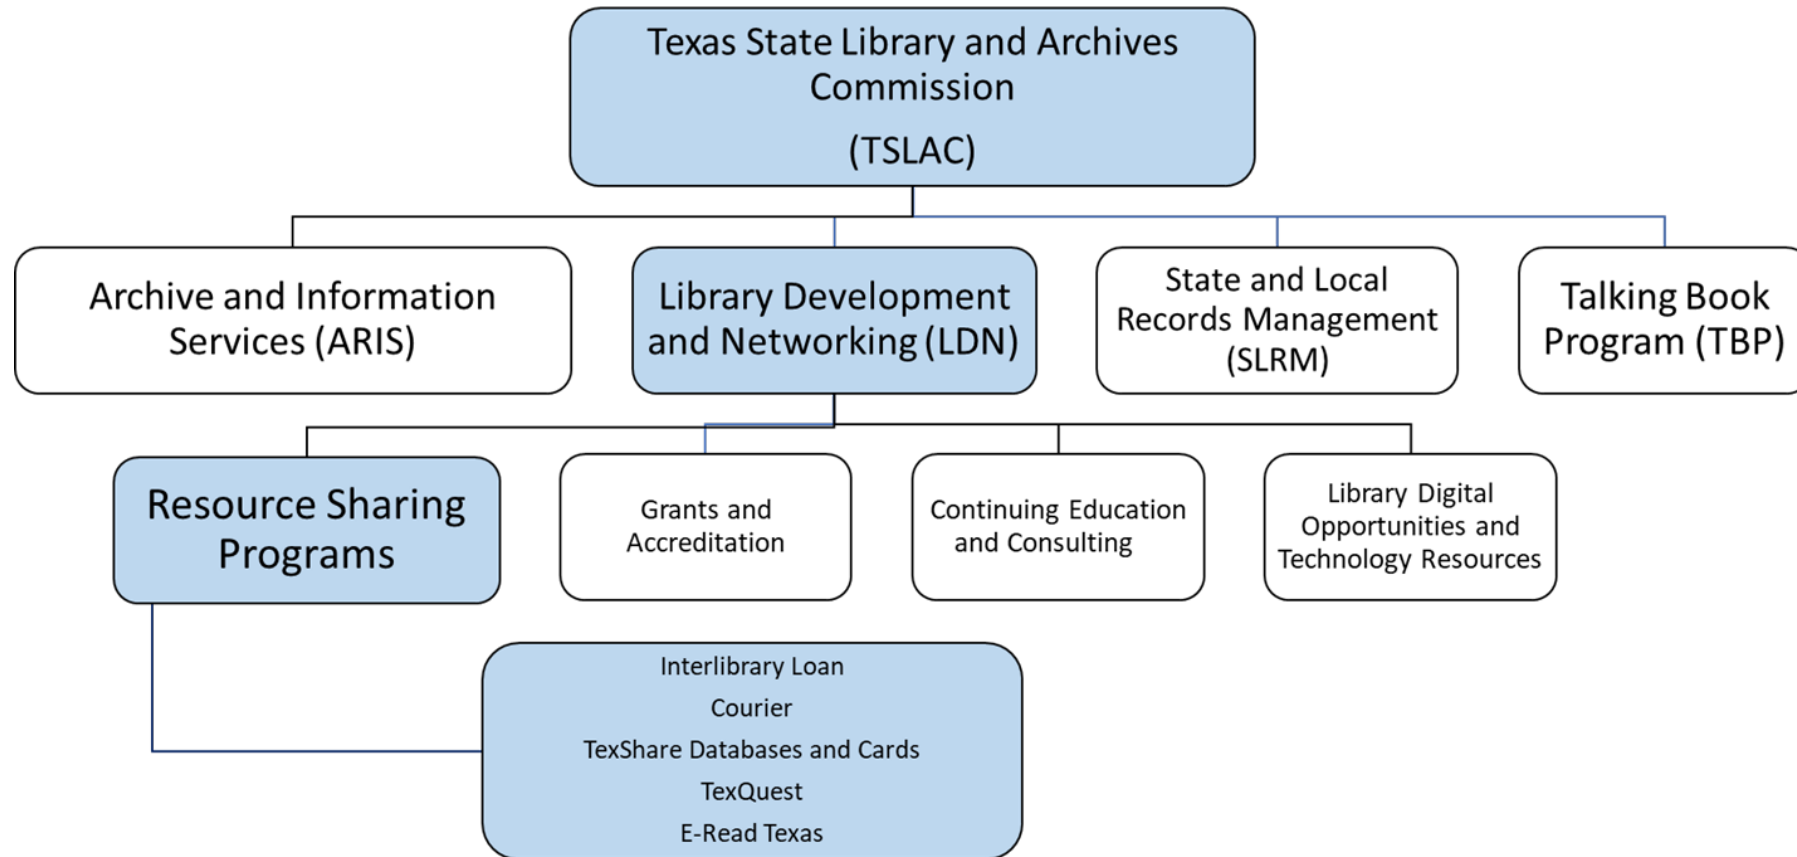 Texas State Library and Archives
Commission
(TSLAC)
Archive and Information
Services (ARIS)
Library Development
and Networking (LDN)
State and Local
Records Management
(SLRM)
Talking Book
Program (TBP)
Resource Sharing
Programs
Grants and
Accreditation
Continuing Education
and Consulting
Library Digital
Opportunities and
Technology Resources
Interlibrary Loan
Courier
TexShare Databases and Cards
TexQuest
E-Read Texas